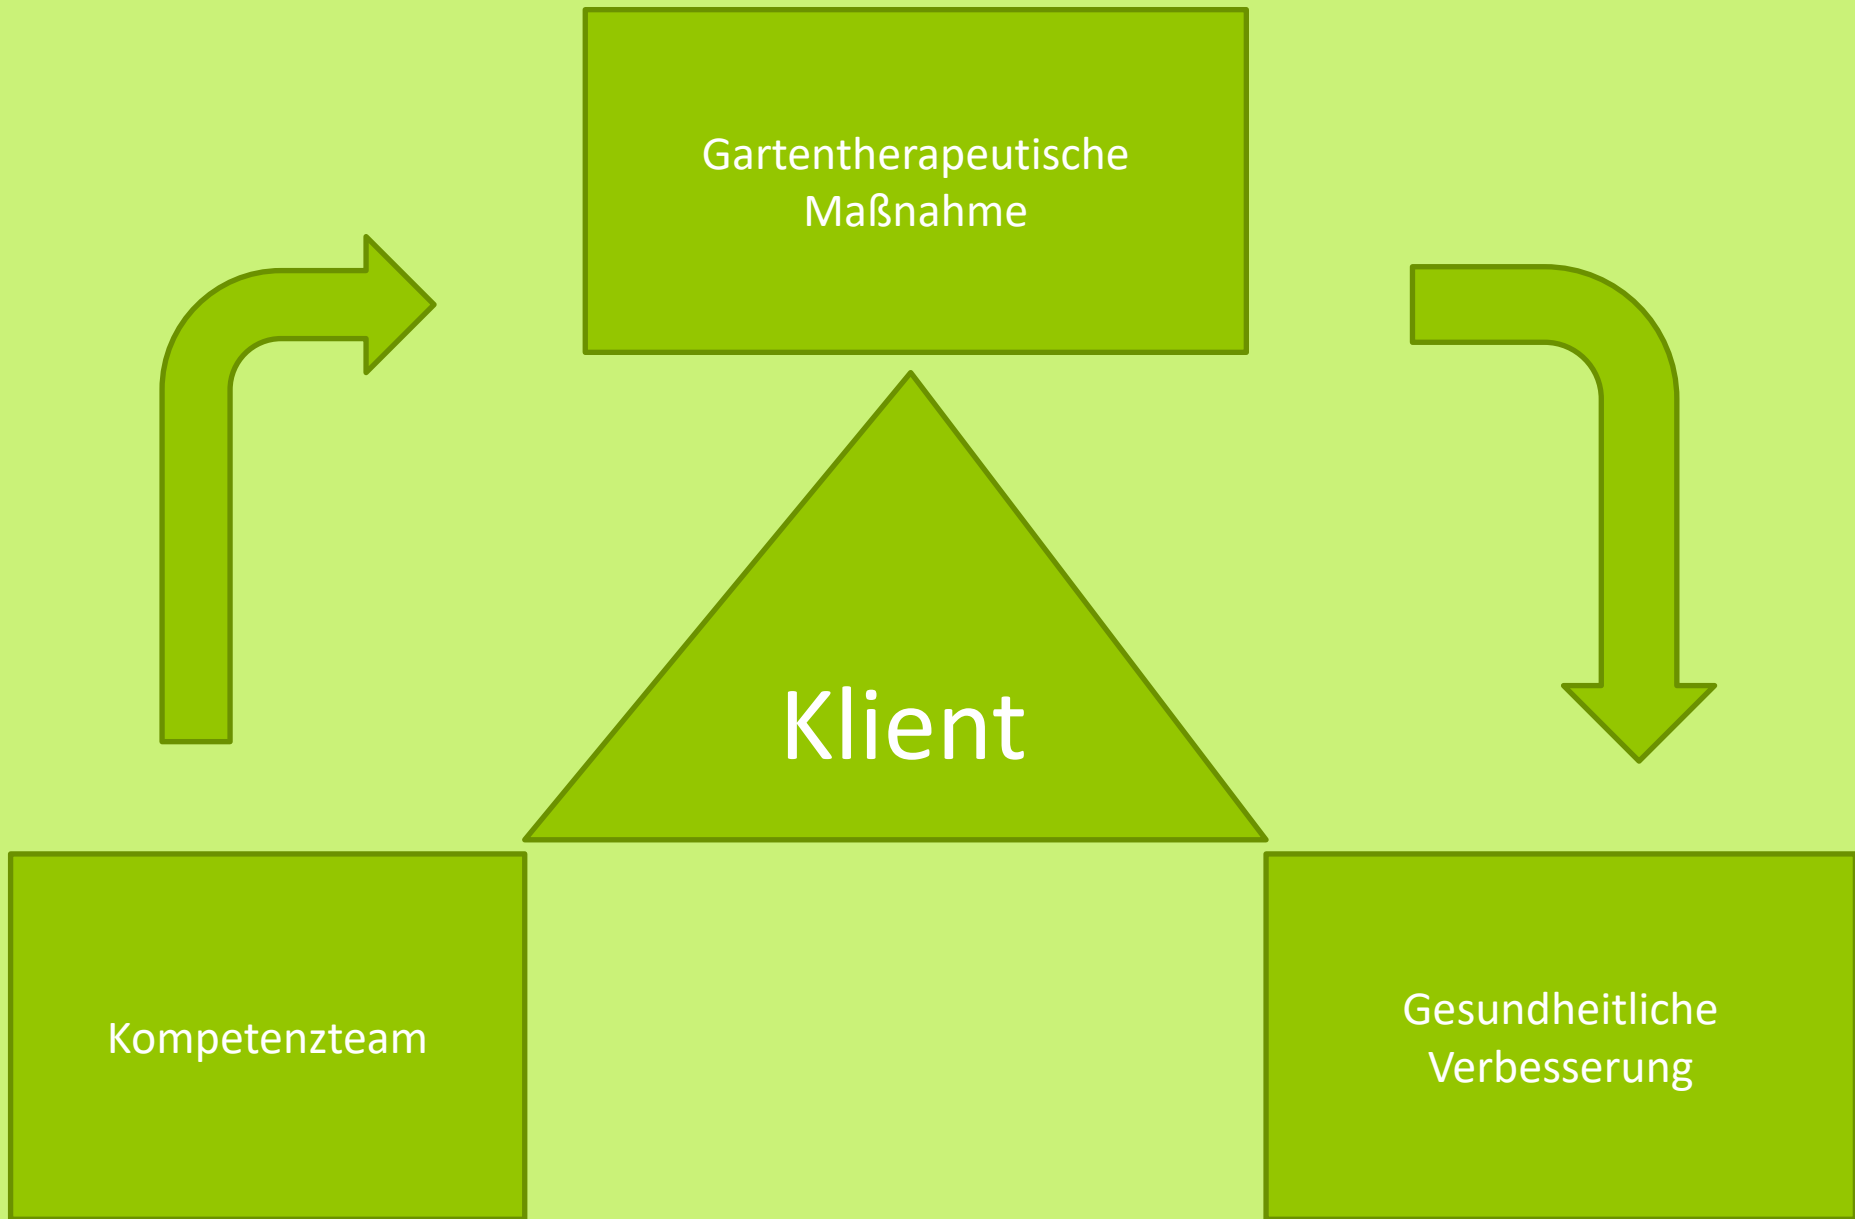 Gartentherapeutische
Maßnahme
Klient
Kompetenzteam
Gesundheitliche
Verbesserung